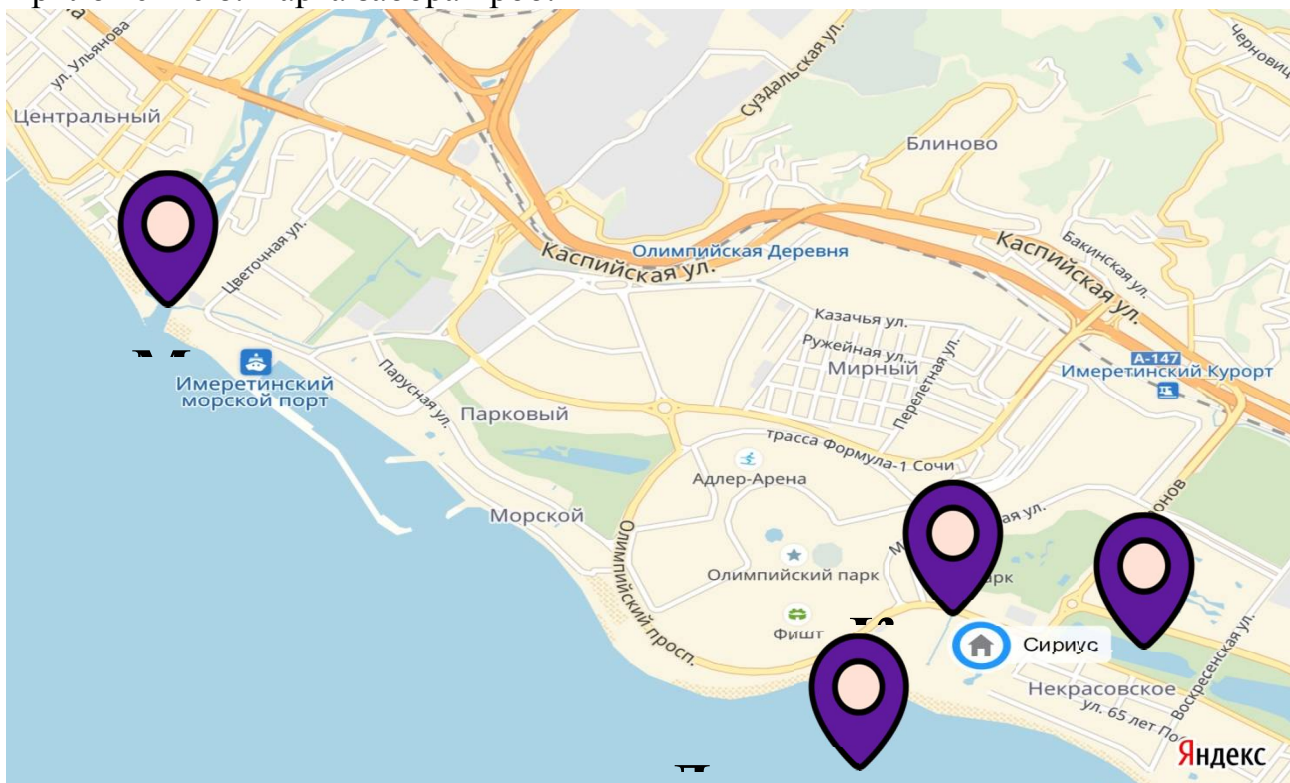 ул. Ульянова
Центральный
Суздальская ул.
Блиново
Цветочная ул.
Олимпийская Деревня
Каспийская ул.
Каспийская ул.
Бакинская ул.
Казачья ул.
Ружейная ул.
Мирный
Перелетная ул.
А-147
Имеретинский Курорт
Имеретинский
морской порт
Парусная ул.
Парковый
трасса Формула-1 Сочи
Адлер-Арена
Морской
Олимпийский парк
Олимпийский просп.
Фишт
Сириус
Некрасовское
Воскресенская ул.
Яндекс